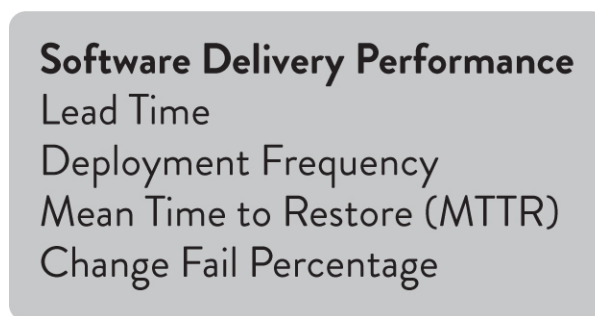 Software Delivery Performance
Lead Time
Deployment Frequency
Mean Time to Restore (MTTR)
Change Fail Percentage